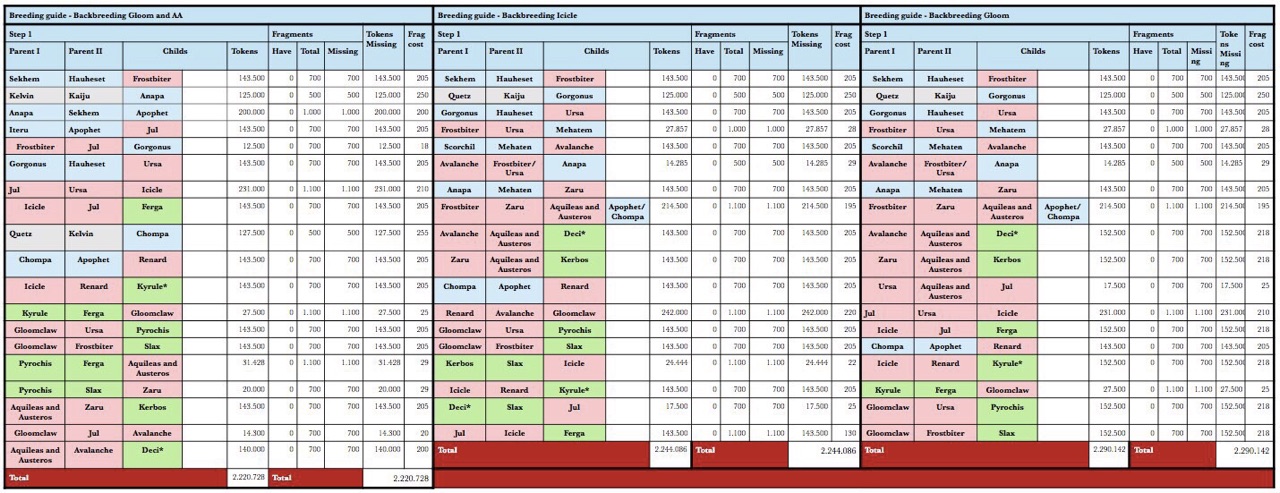 Breeding guide - Backbreeding Gloom and AA
Step 1 Fragments Tokens Missing Frag cost
Parent I Parent II Childs Tokens Have Total Missing
Sekhem Hauheset Frostbiter 143.500 0 700 700 143.500 205
Kelvin Kaiju Anapa 125.000 0 500 500 125.000 250
Anapa Sekhem Apophet 200.000 0 1.000 1.000 200.000 200
Iteru Apophet Jul 143.500 0 700 700 143.500 205
Frostbiter Jul Gorgonus 12.500 0 700 700 12.500 18
Gorgonus Hauheset Ursa 143.500 0 700 700 143.500 205
Jul Ursa Icicle 231.000 0 1.100 1.100 231.000 210
Icicle Jul Ferga 143.500 0 700 700 143.500 205
Quetz Kelvin Chompa 127.500 0 500 500 127.500 255
Chompa Apophet Renard 143.500 0 700 700 143.500 205
Icicle Renard Kyrule* 143.500 0 700 700 143.500 205
Kyrule Ferga Gloomclaw 27.500 0 1.100 1.100 27.500 25
Gloomclaw Ursa Pyrochis 143.500 0 700 700 143.500 205
Gloomclaw Frostbiter Slax 143.500 0 700 700 143.500 205
Pyrochis Ferga Aquileas and Austeros 31.428 0 1.100 1.100 31.428 29
Pyrochis Slax Zaru 20.000 0 700 700 20.000 29
Aquileas and Austeros Zaru Kerbos 143.500 0 700 700 143.500 205
Gloomclaw Jul Avalanche 14.300 0 700 700 14.300 20
Aquileas and Austeros Avalanche Deci* 140.000 0 700 700 140.000 200
Total 2.220.728 Total 2.220.728
Breeding guide - Backbreeding Icicle
Step 1 Fragments Tokens Missing Frag cost
Parent I Parent II Childs Tokens Have Total Missing
Sekhem Hauheset Frostbiter 143.500 0 700 700 143.500 205
Quetz Kaiju Gorgonus 125.000 0 500 500 125.000 250
Gorgonus Hauheset Ursa 143.500 0 700 700 143.500 205
Frostbiter Ursa Mehatem 27.857 0 1.000 1.000 27.857 28
Scorchil Mehaten Avalanche 143.500 0 700 700 143.500 205
Avalanche Frostbiter/ Ursa Anapa 14.285 0 500 500 14.285 29
Anapa Mehaten Zaru 143.500 0 700 700 143.500 205
Frostbiter Zaru Aquileas and Austeros Apophet/ Chompa 214.500 0 1.100 1.100 214.500 195
Avalanche Aquileas and Austeros Deci* 143.500 0 700 700 152.500 218
Zaru Aquileas and Austeros Kerbos 143.500 0 700 700 152.500 218
Chompa Apophet Renard 143.500 0 700 700 143.500 205
Renard Avalanche Gloomclaw 242.000 0 1.100 1.100 242.000 220
Gloomclaw Ursa Pyrochis 143.500 0 700 700 143.500 205
Gloomclaw Frostbiter Slax 143.500 0 700 700 143.500 205
Kerbos Slax Icicle 24.444 0 1.100 1.100 24.444 22
Icicle Renard Kyrule* 143.500 0 700 700 143.500 205
Deci* Slax Jul 17.500 0 700 700 17.500 25
Jul Icicle Ferga 143.500 0 1.100 1.100 143.500 130
Total 2.244.086 Total 2.244.086
Breeding guide - Backbreeding Gloom
Step 1 Fragments Tokens Missing Frag cost
Parent I Parent II Childs Tokens Have Total Missing
Sekhem Hauheset Frostbiter 143.500 0 700 700 143.500 205
Quetz Kaiju Gorgonus 125.000 0 500 500 125.000 250
Gorgonus Hauheset Ursa 143.500 0 700 700 143.500 205
Frostbiter Ursa Mehatem 27.857 0 1.000 1.000 27.857 28
Scorchil Mehaten Avalanche 143.500 0 700 700 143.500 205
Avalanche Frostbiter/ Ursa Anapa 14.285 0 500 500 14.285 29
Anapa Mehaten Zaru 143.500 0 700 700 143.500 205
Frostbiter Zaru Aquileas and Austeros Apophet/ Chompa 214.500 0 1.100 1.100 214.500 195
Avalanche Aquileas and Austeros Deci* 152.500 0 700 700 152.500 218
Zaru Aquileas and Austeros Kerbos 152.500 0 700 700 152.500 218
Ursa Aquileas and Austeros Jul 17.500 0 700 700 17.500 25
Jul Ursa Icicle 231.000 0 1.100 1.100 231.000 210
Icicle Jul Ferga 152.500 0 700 700 152.500 218
Chompa Apophet Renard 143.500 0 700 700 143.500 205
Icicle Renard Kyrule* 152.500 0 700 700 152.500 218
Kyrule Ferga Gloomclaw 27.500 0 1.100 1.100 27.500 25
Gloomclaw Ursa Pyrochis 152.500 0 700 700 152.500 218
Gloomclaw Frostbiter Slax 152.500 0 700 700 152.500 218
Total 2.290.142 Total 2.290.142